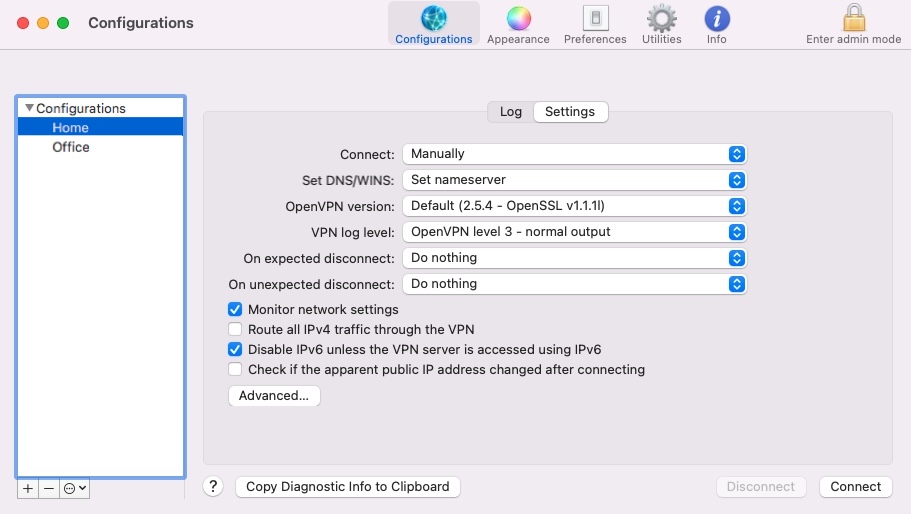 Configurations
Configurations
Appearance
Preferences
Utilities
Info
Enter admin mode
Configurations
Home
Office
Log
Settings
Connect: Manually
Set DNS/WINS: Set nameserver
OpenVPN version: Default (2.5.4 - OpenSSL v1.1.1l)
VPN log level: OpenVPN level 3 - normal output
On expected disconnect: Do nothing
On unexpected disconnect: Do nothing
Monitor network settings
Route all IPv4 traffic through the VPN
Disable IPv6 unless the VPN server is accessed using IPv6
Check if the apparent public IP address changed after connecting
Advanced...
?
Copy Diagnostic Info to Clipboard
Disconnect
Connect